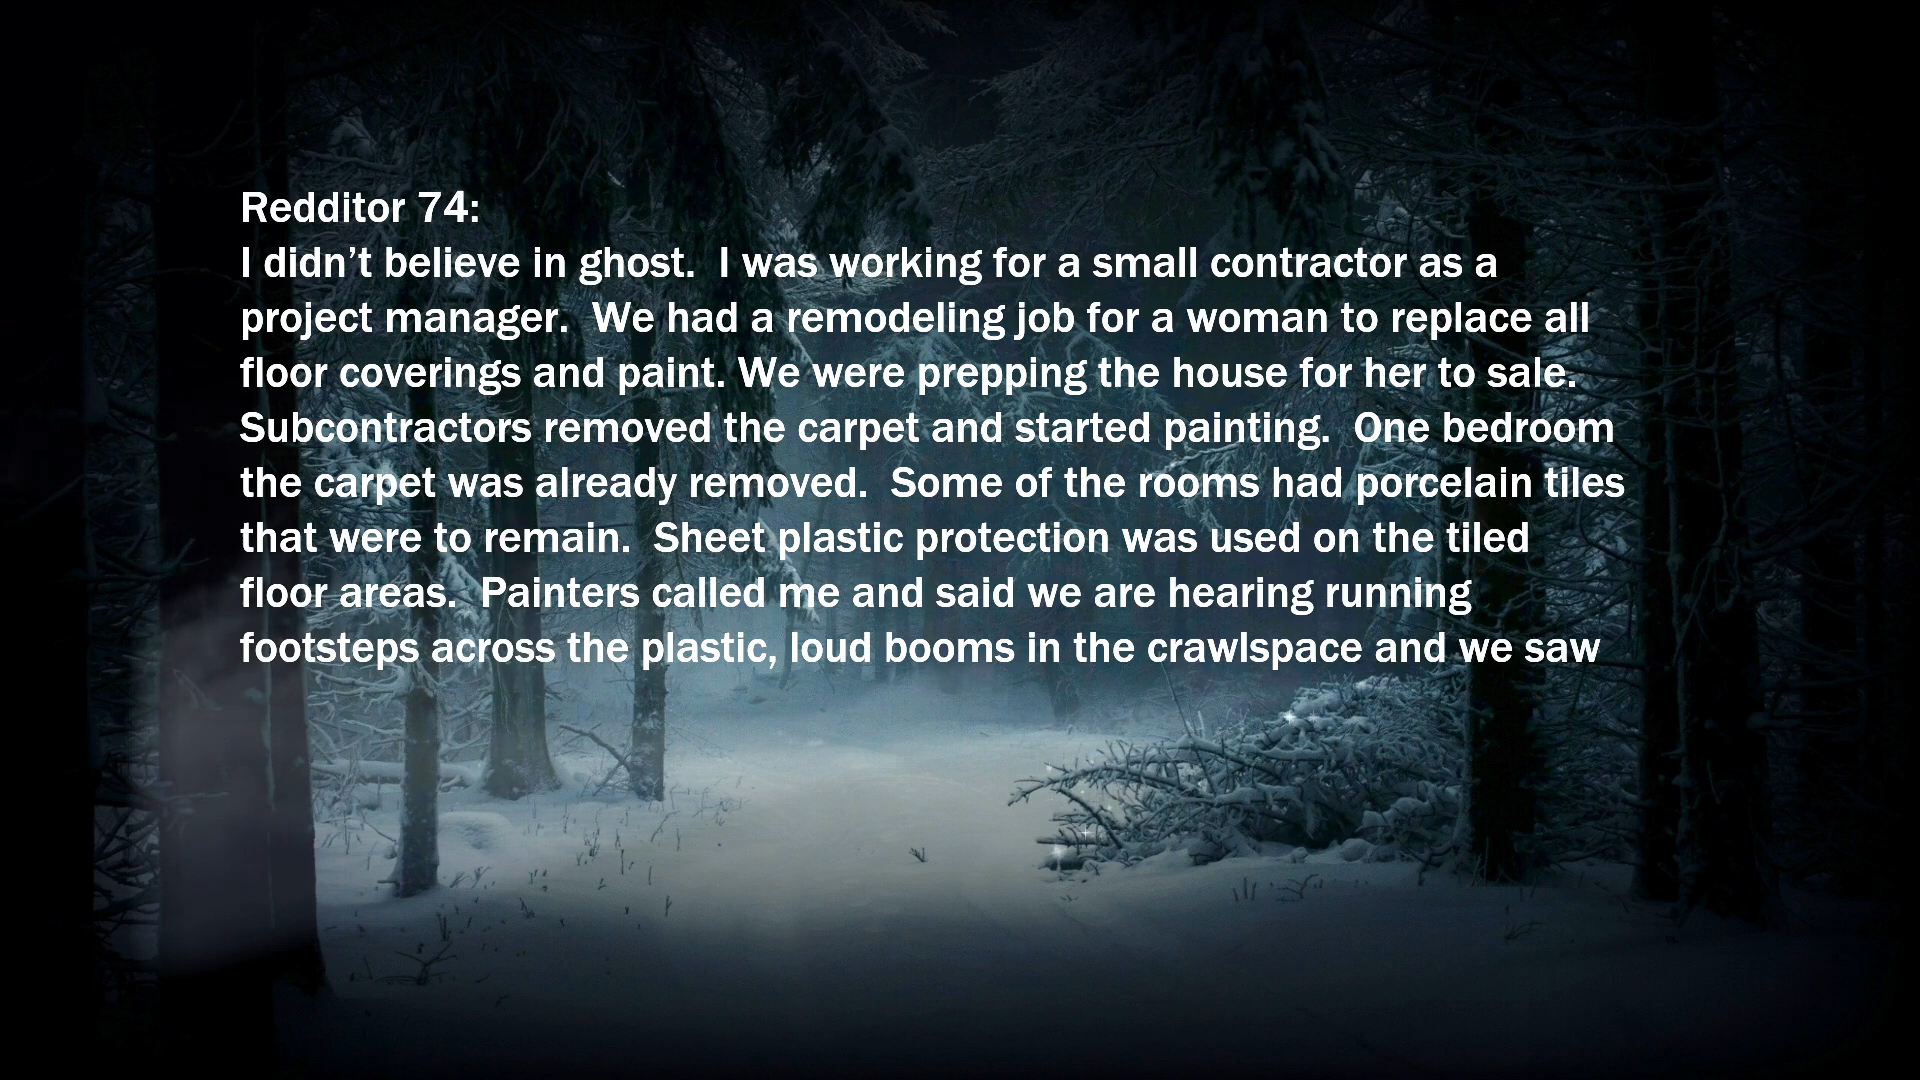 Redditor 74:
I didn’t believe in ghost.  I was working for a small contractor as a
project manager.  We had a remodeling job for a woman to replace all
floor coverings and paint. We were prepping the house for her to sale.
Subcontractors removed the carpet and started painting.  One bedroom
the carpet was already removed.  Some of the rooms had porcelain tiles
that were to remain.  Sheet plastic protection was used on the tiled
floor areas.  Painters called me and said we are hearing running
footsteps across the plastic, loud booms in the crawlspace and we saw